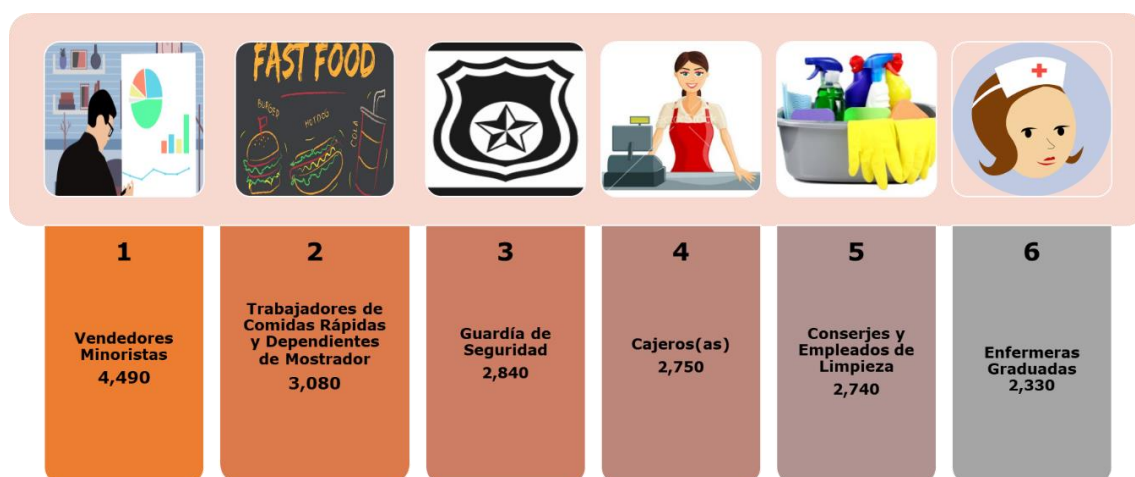 FAST FOOD
BURGER
HOTDOG
COLA
1
Vendedores
Minoristas
4,490
2
Trabajadores de
Comidas Rápidas
y Dependientes
de Mostrador
3,080
3
Guardía de
Seguridad
2,840
4
Cajeros(as)
2,750
5
Conserjes y
Empleados de
Limpieza
2,740
6
Enfermeras
Graduadas
2,330